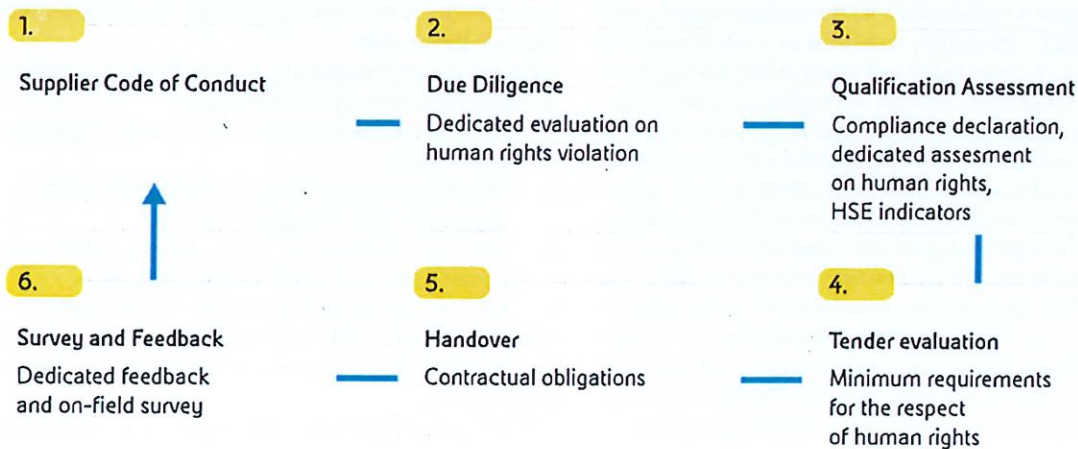 1.
Supplier Code of Conduct
2.
Due Diligence
Dedicated evaluation on
human rights violation
3.
Qualification Assessment
Compliance declaration,
dedicated assesment
on human rights,
HSE indicators
4.
Tender evaluation
Minimum requirements
for the respect
of human rights
5.
Handover
Contractual obligations
6.
Survey and Feedback
Dedicated feedback
and on-field survey